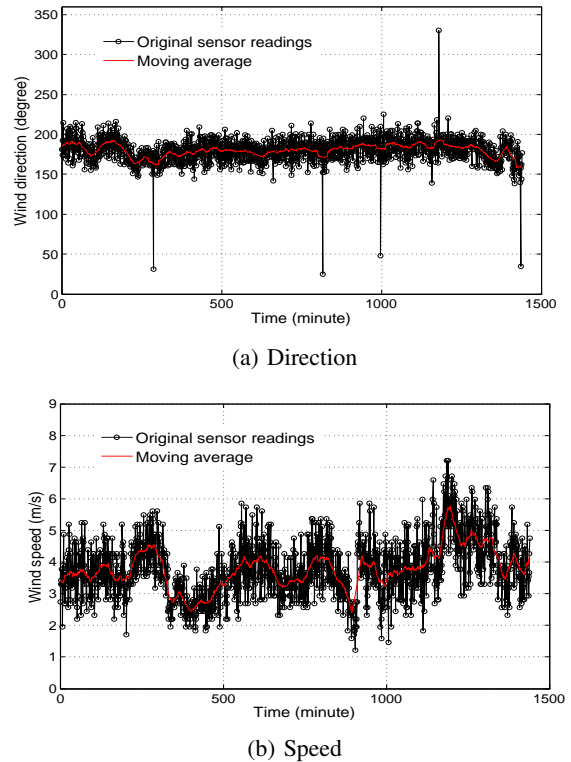 350
300
250
200
150
100
50
0
Wind direction (degree)
Original sensor readings
Moving average
0 500 1000 1500
Time (minute)
(a) Direction
9
8
7
6
5
4
3
2
1
0
Wind speed (m/s)
Original sensor readings
Moving average
0 500 1000 1500
Time (minute)
(b) Speed